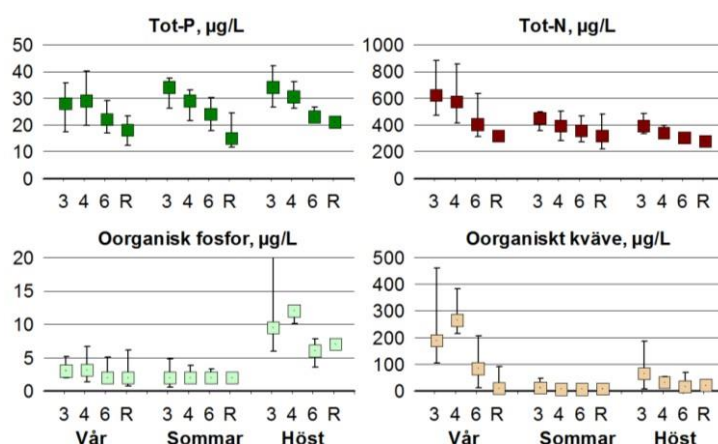 Tot-P, µg/L
50
40
30
20
10
0
3 4 6 R 3 4 6 R 3 4 6 R
Tot-N, µg/L
1000
800
600
400
200
0
3 4 6 R 3 4 6 R 3 4 6 R
Oorganisk fosfor, µg/L
20
15
10
5
0
3 4 6 R 3 4 6 R 3 4 6 R
Vår Sommar Höst
Oorganiskt kväve, µg/L
500
400
300
200
100
0
3 4 6 R 3 4 6 R 3 4 6 R
Vår Sommar Höst